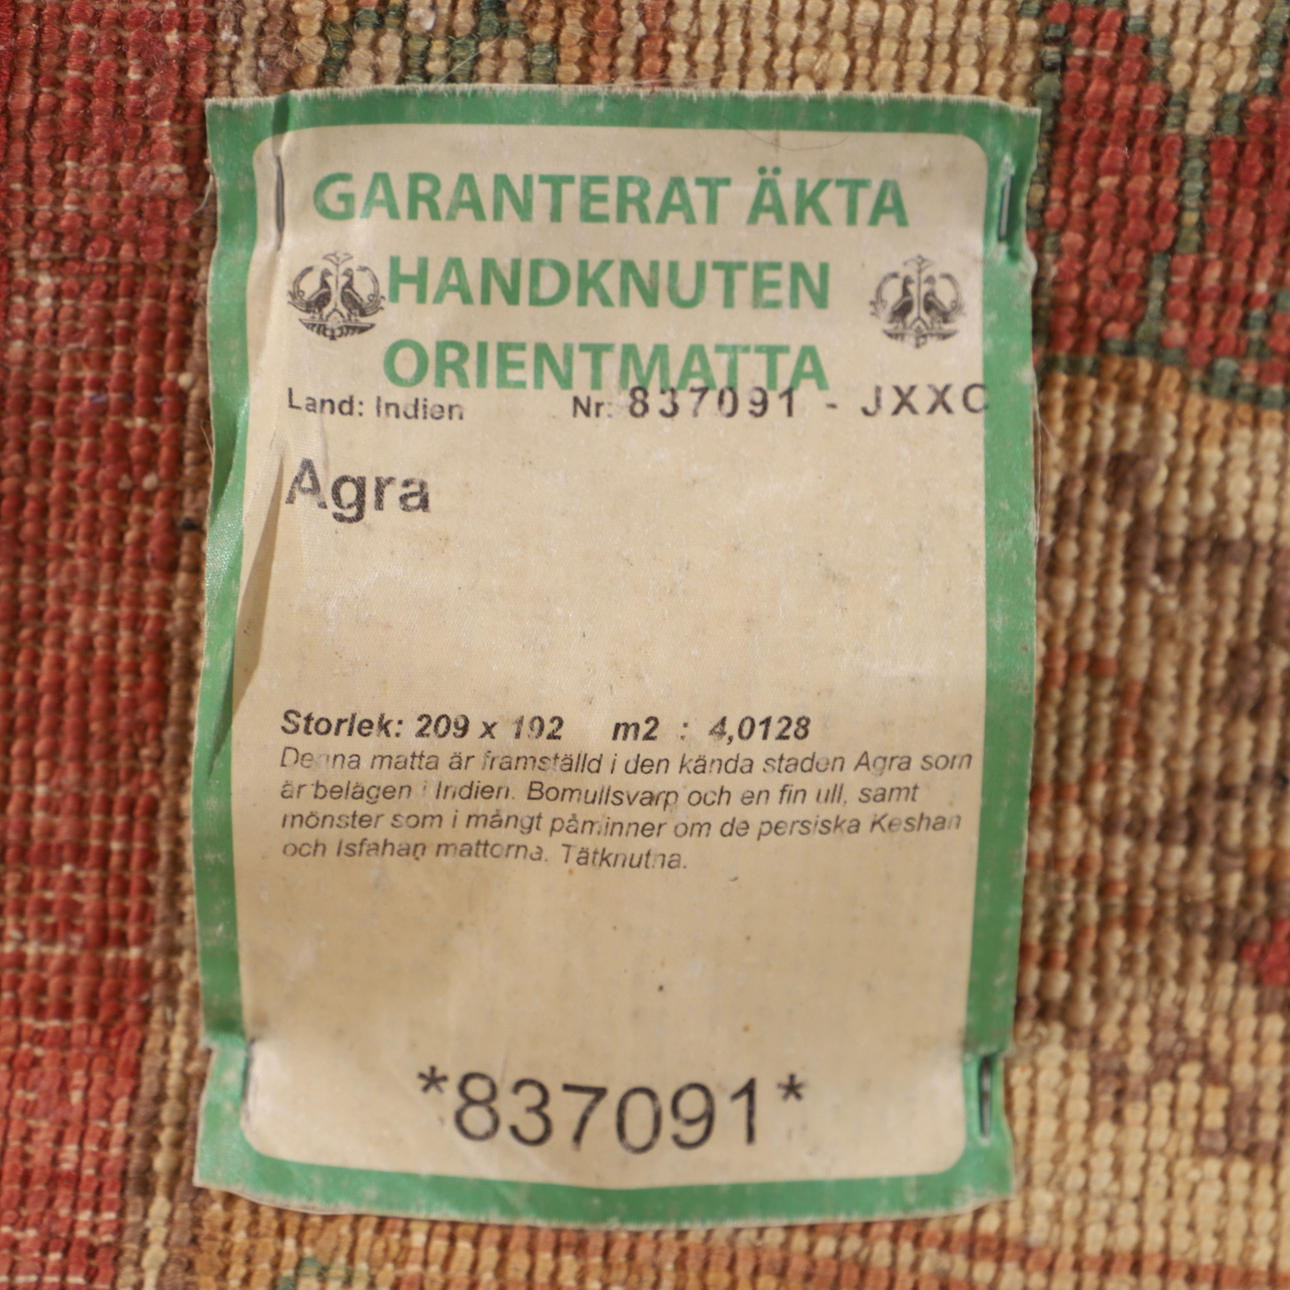 GARANTERAT ÄKTA
HANDKNUTEN
ORIENTMATTA
Land: Indien Nr: 837091 - JXXC
Agra
Storlek: 209 x 192 m2 : 4,0128
Denna matta är framställd i den kända staden Agra som
är belägen i Indien. Bomullsvarp och en fin ull, samt
mönster som i mångt påminner om de persiska Keshan
och Isfahan mattorna. Tätknutna.
*837091*